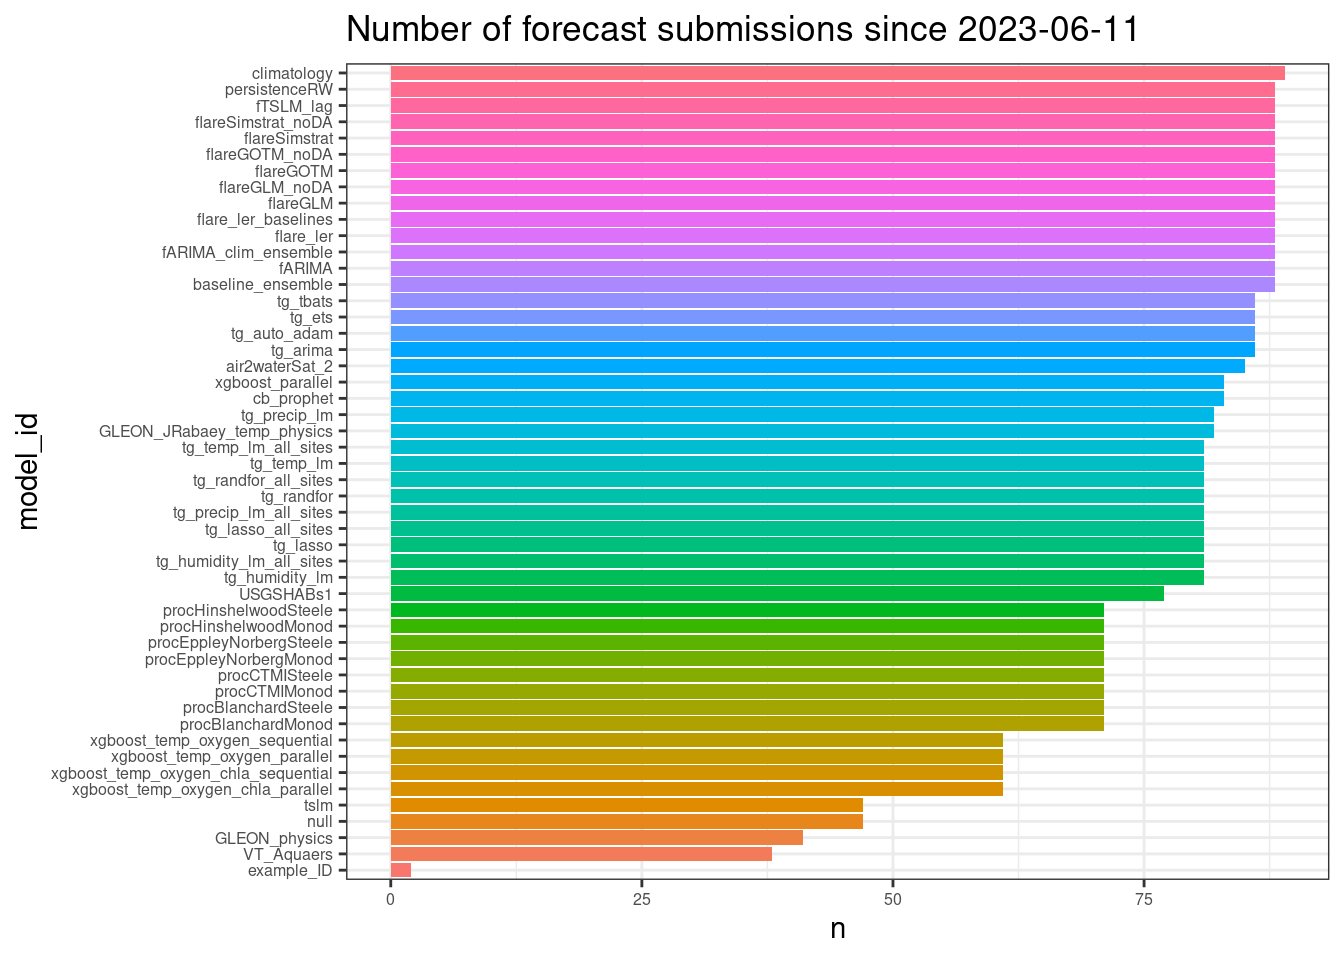 Number of forecast submissions since 2023-06-11
climatology
persistenceRW
fTSLM_lag
flareSimstrat_noDA
flareSimstrat
flareGOTM_noDA
flareGOTM
flareGLM_noDA
flareGLM
flare_ler_baselines
flare_ler
fARIMA_clim_ensemble
fARIMA
baseline_ensemble
tg_tbats
tg_ets
tg_auto_adam
tg_arima
air2waterSat_2
xgboost_parallel
cb_prophet
tg_precip_lm
GLEON_JRabaey_temp_physics
tg_temp_lm_all_sites
tg_temp_lm
tg_randfor_all_sites
tg_randfor
tg_precip_lm_all_sites
tg_lasso_all_sites
tg_lasso
tg_humidity_lm_all_sites
tg_humidity_lm
USGSHABs1
procHinshelwoodSteele
procHinshelwoodMonod
procEppleyNorbergSteele
procEppleyNorbergMonod
procCTMISteele
procCTMIMonod
procBlanchardSteele
procBlanchardMonod
xgboost_temp_oxygen_sequential
xgboost_temp_oxygen_parallel
xgboost_temp_oxygen_chla_sequential
xgboost_temp_oxygen_chla_parallel
tslm
null
GLEON_physics
VT_Aquaers
example_ID
model_id
0 25 50 75
n